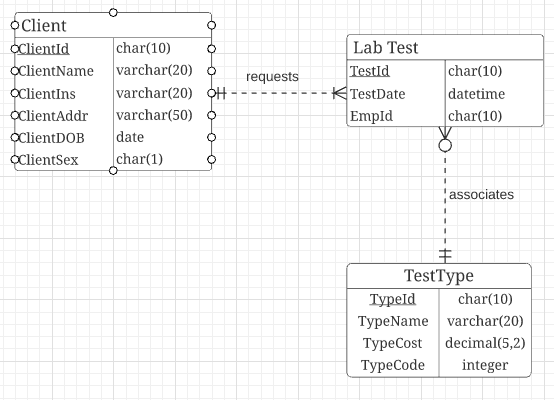 Client
ClientId char(10)
ClientName varchar(20)
ClientIns varchar(20)
ClientAddr varchar(50)
ClientDOB date
ClientSex char(1)
requests
Lab Test
TestId char(10)
TestDate datetime
EmpId char(10)
associates
TestType
TypeId char(10)
TypeName varchar(20)
TypeCost decimal(5,2)
TypeCode integer